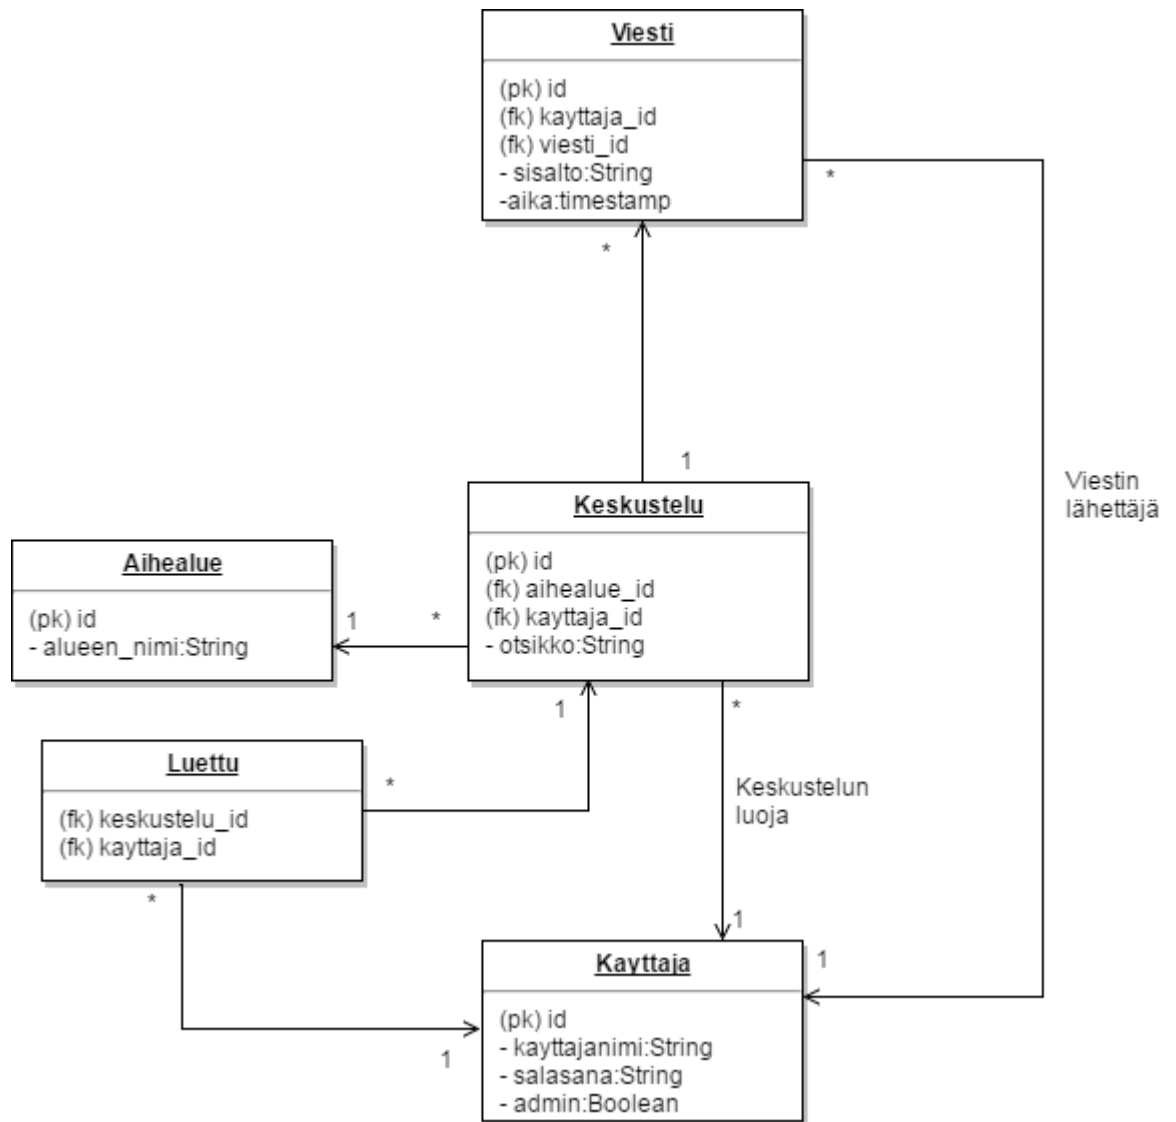 Viesti
(pk) id
(fk) kayttaja_id
(fk) viesti_id
- sisalto:String
-aika:timestamp
*
*
1
Viestin
lähettäjä
Keskustelu
(pk) id
(fk) aihealue_id
(fk) kayttaja_id
- otsikko:String
Aihealue
(pk) id
- alueen_nimi:String
1
*
1
*
Luettu
(fk) keskustelu_id
(fk) kayttaja_id
*
*
Keskustelun
luoja
1
1
1
Kayttaja
(pk) id
- kayttajanimi:String
- salasana:String
- admin:Boolean